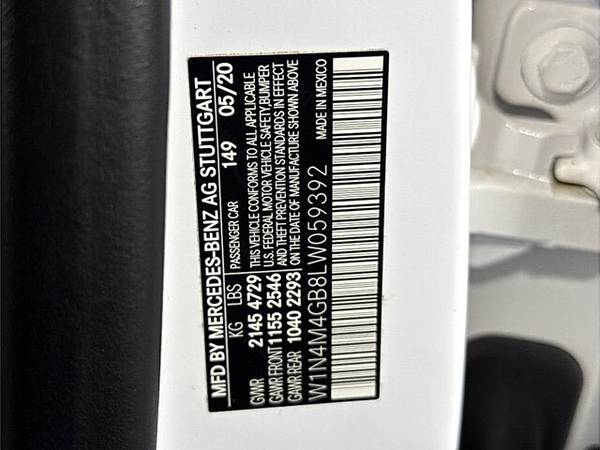 MFD BY MERCEDES-BENZ AG STUTTGART
KG LBS PASSENGER CAR 149 05/20
GVWR 2145 4729 THIS VEHICLE CONFORMS TO ALL APPLICABLE
GAWR FRONT 1155 2546 U.S. FEDERAL MOTOR VEHICLE SAFETY, BUMPER
GAWR REAR 1040 2293 AND THEFT PREVENTION STANDARDS IN EFFECT
ON THE DATE OF MANUFACTURE SHOWN ABOVE
W1N4M4GB8LW059392 MADE IN MEXICO